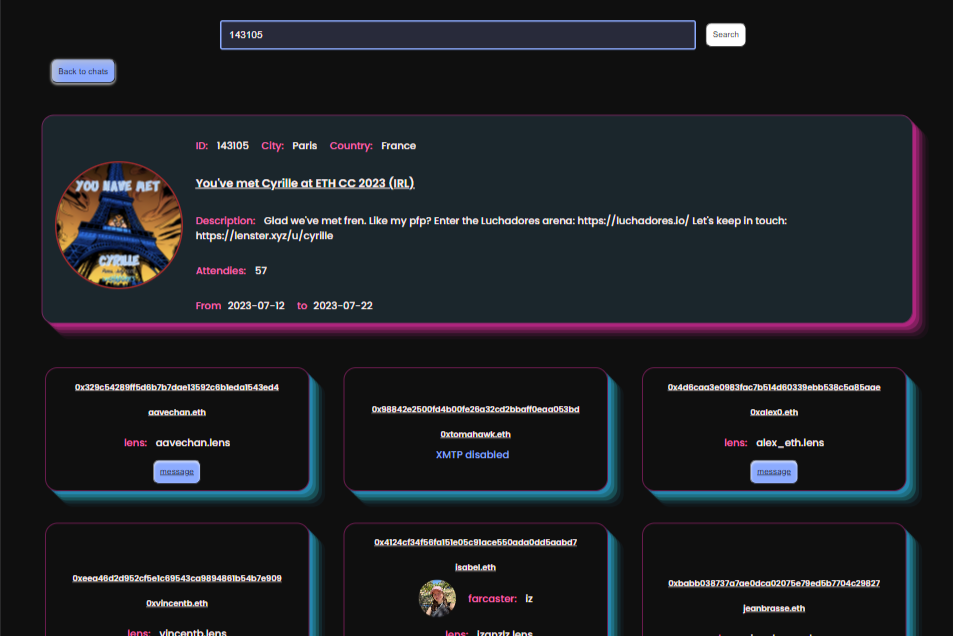 143105
Search
Back to chats
ID: 143105 City: Paris Country: France
You've met Cyrille at ETH CC 2023 (IRL)
YOU HAVE MET
CYRILLE
Description: Glad we've met fren. Like my pfp? Enter the Luchadores arena: https://luchadores.io/ Let's keep in touch:
https://lenster.xyz/u/cyrille
Attendies: 57
From 2023-07-12 to 2023-07-22
0x329c54289ff5d6b7b7dae13592c6b1eda1543ed4
aavechan.eth
lens: aavechan.lens
message
0x98842e2500fd4b00fe26a32cd2bbaff0eaa053bd
0xtomahawk.eth
XMTP disabled
0x4d6caa3e0983fac7b514d60339ebb538c5a85aae
0xalex0.eth
lens: alex_eth.lens
message
0xeea46d2d952cf5e1c69543ca9894861b54b7e909
0xvincentb.eth
lens: vincentb.lens
0x4124cf34f56fa151e05c91ace550ada0dd5aabd7
isabel.eth
farcaster: iz
lens: izanzlz.lens
0xbabb038737a7ae0dca02075e79ed5b7704c29827
jeanbrasse.eth